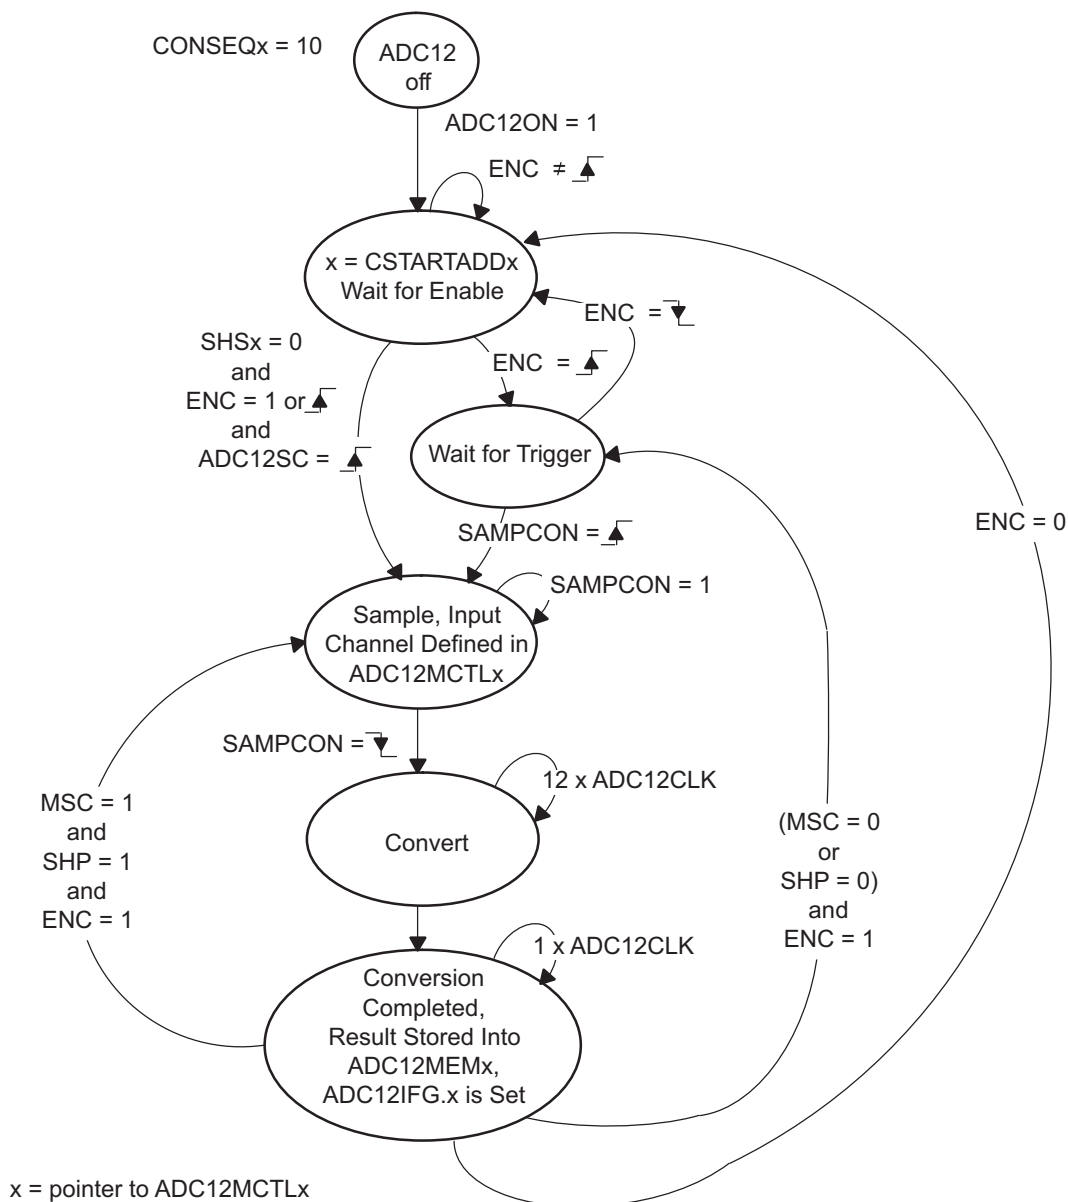 CONSEQx = 10
ADC12
off
ADC12ON = 1
ENC ≠
x = CSTARTADDx
Wait for Enable
ENC =
SHSx = 0
and
ENC = 1 or
and
ADC12SC =
ENC =
Wait for Trigger
ENC = 0
SAMPCON =
SAMPCON = 1
Sample, Input
Channel Defined in
ADC12MCTLx
SAMPCON =
12 x ADC12CLK
MSC = 1
and
SHP = 1
and
ENC = 1
Convert
(MSC = 0
or
SHP = 0)
and
ENC = 1
1 x ADC12CLK
Conversion
Completed,
Result Stored Into
ADC12MEMx,
ADC12IFG.x is Set
x = pointer to ADC12MCTLx